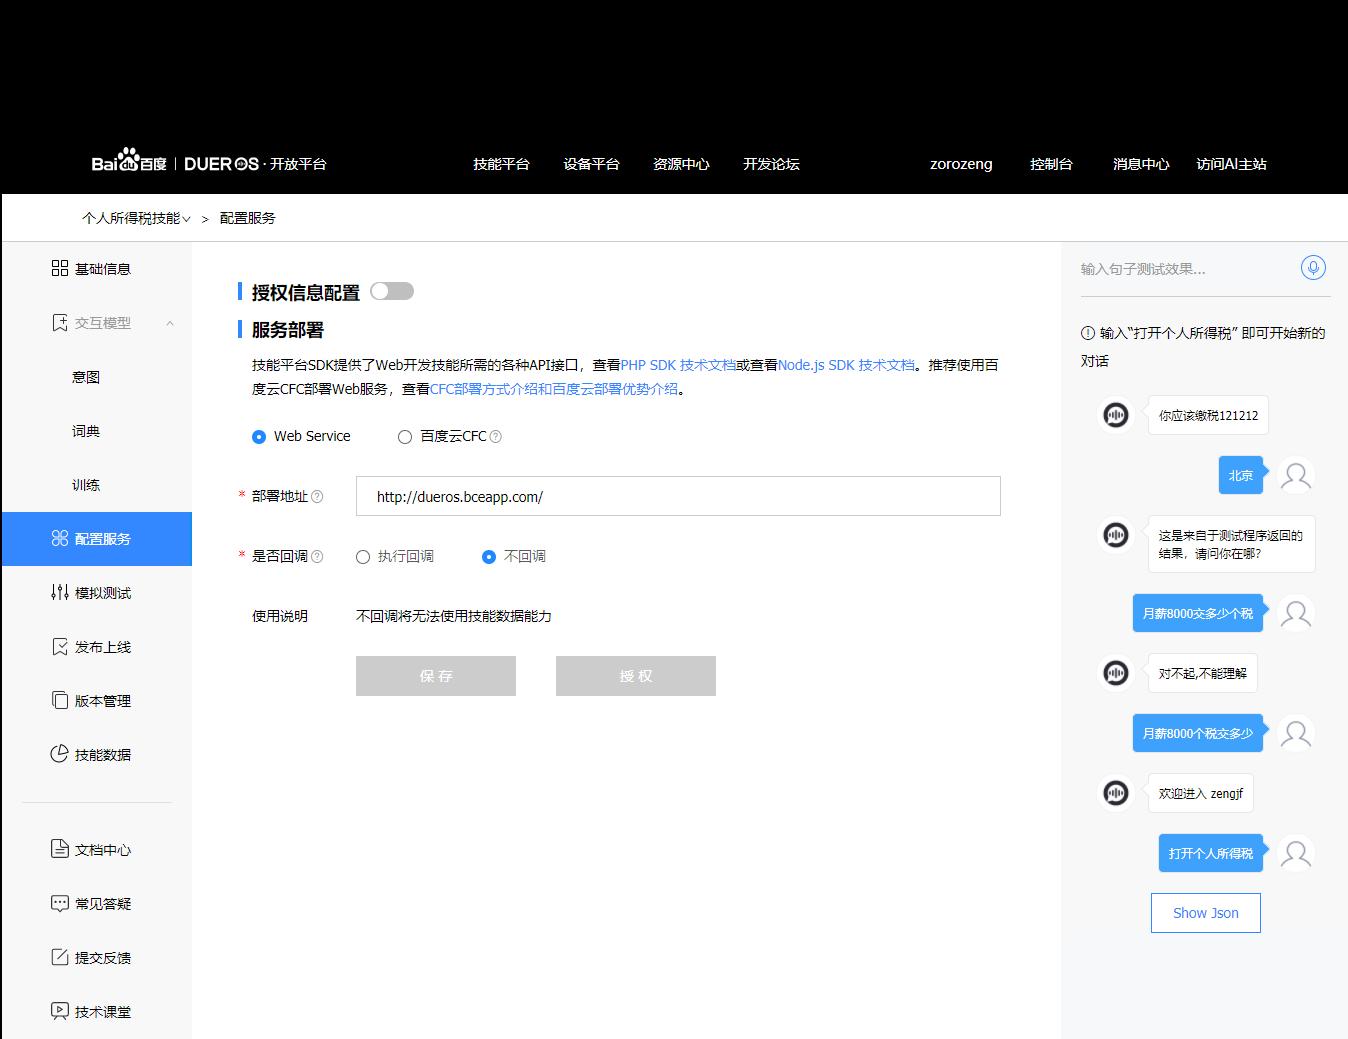 Bai du 百度 | DUEROS · 开放平台
技能平台
设备平台
资源中心
开发论坛
zorozeng
控制台
消息中心
访问AI主站
个人所得税技能 > 配置服务
基础信息
交互模型
意图
词典
训练
配置服务
模拟测试
发布上线
版本管理
技能数据
文档中心
常见答疑
提交反馈
技术课堂
授权信息配置
服务部署
技能平台SDK提供了Web开发技能所需的各种API接口，查看PHP SDK 技术文档或查看Node.js SDK 技术文档。推荐使用百
度云CFC部署Web服务，查看CFC部署方式介绍和百度云部署优势介绍。
Web Service
百度云CFC ?
* 部署地址 ?
http://dueros.bceapp.com/
* 是否回调 ?
执行回调
不回调
使用说明
不回调将无法使用技能数据能力
保 存
授 权
输入句子测试效果...
输入“打开个人所得税” 即可开始新的
对话
你应该缴税121212
北京
这是来自于测试程序返回的
结果，请问你在哪？
月薪8000交多少个税
对不起,不能理解
月薪8000个税交多少
欢迎进入 zengjf
打开个人所得税
Show Json